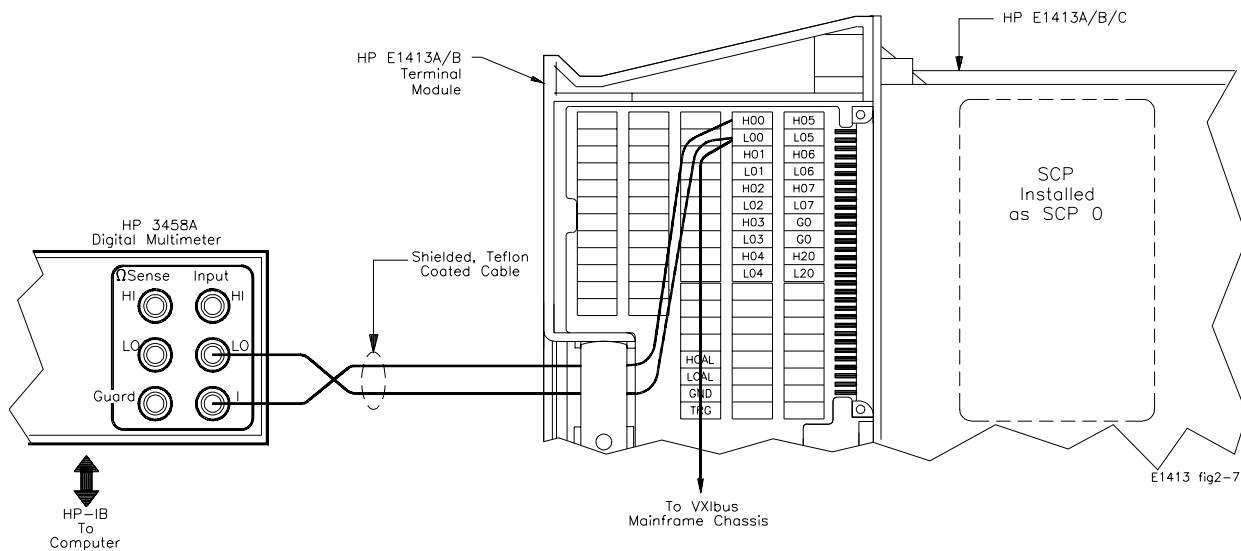 HP E1413A/B/C
HP E1413A/B
Terminal
Module
H00 H05
L00 L05
H01 H06
L01 L06
H02 H07
L02 L07
H03 G0
L03 G0
H04 H20
L04 L20
SCP
Installed
as SCP 0
HP 3458A
Digital Multimeter
ΩSense Input
HI HI
LO LO
Guard I
Shielded, Teflon
Coated Cable
HCAL
LCAL
GND
TRG
E1413 fig2-7
HP-IB
To
Computer
To VXIbus
Mainframe Chassis